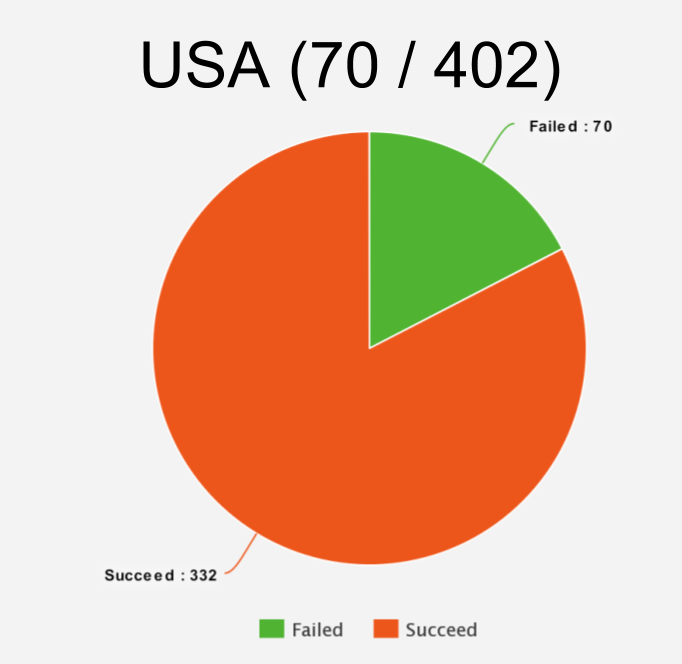 USA (70 / 402)
Failed : 70
Succeed : 332
Failed
Succeed